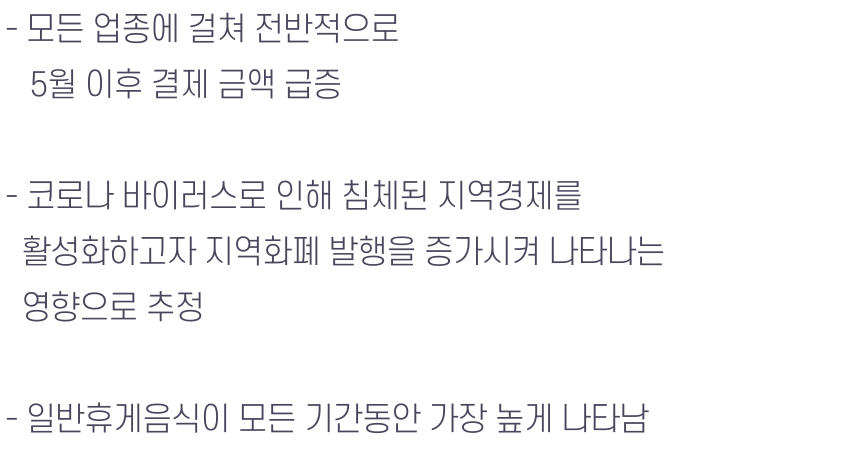 - 모든 업종에 걸쳐 전반적으로
5월 이후 결제 금액 급증
- 코로나 바이러스로 인해 침체된 지역경제를
활성화하고자 지역화폐 발행을 증가시켜 나타나는
영향으로 추정
- 일반휴게음식이 모든 기간동안 가장 높게 나타남